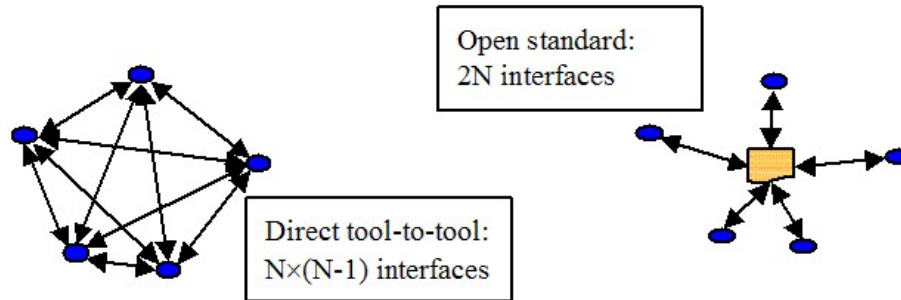 Open standard:
2N interfaces
Direct tool-to-tool:
N×(N-1) interfaces